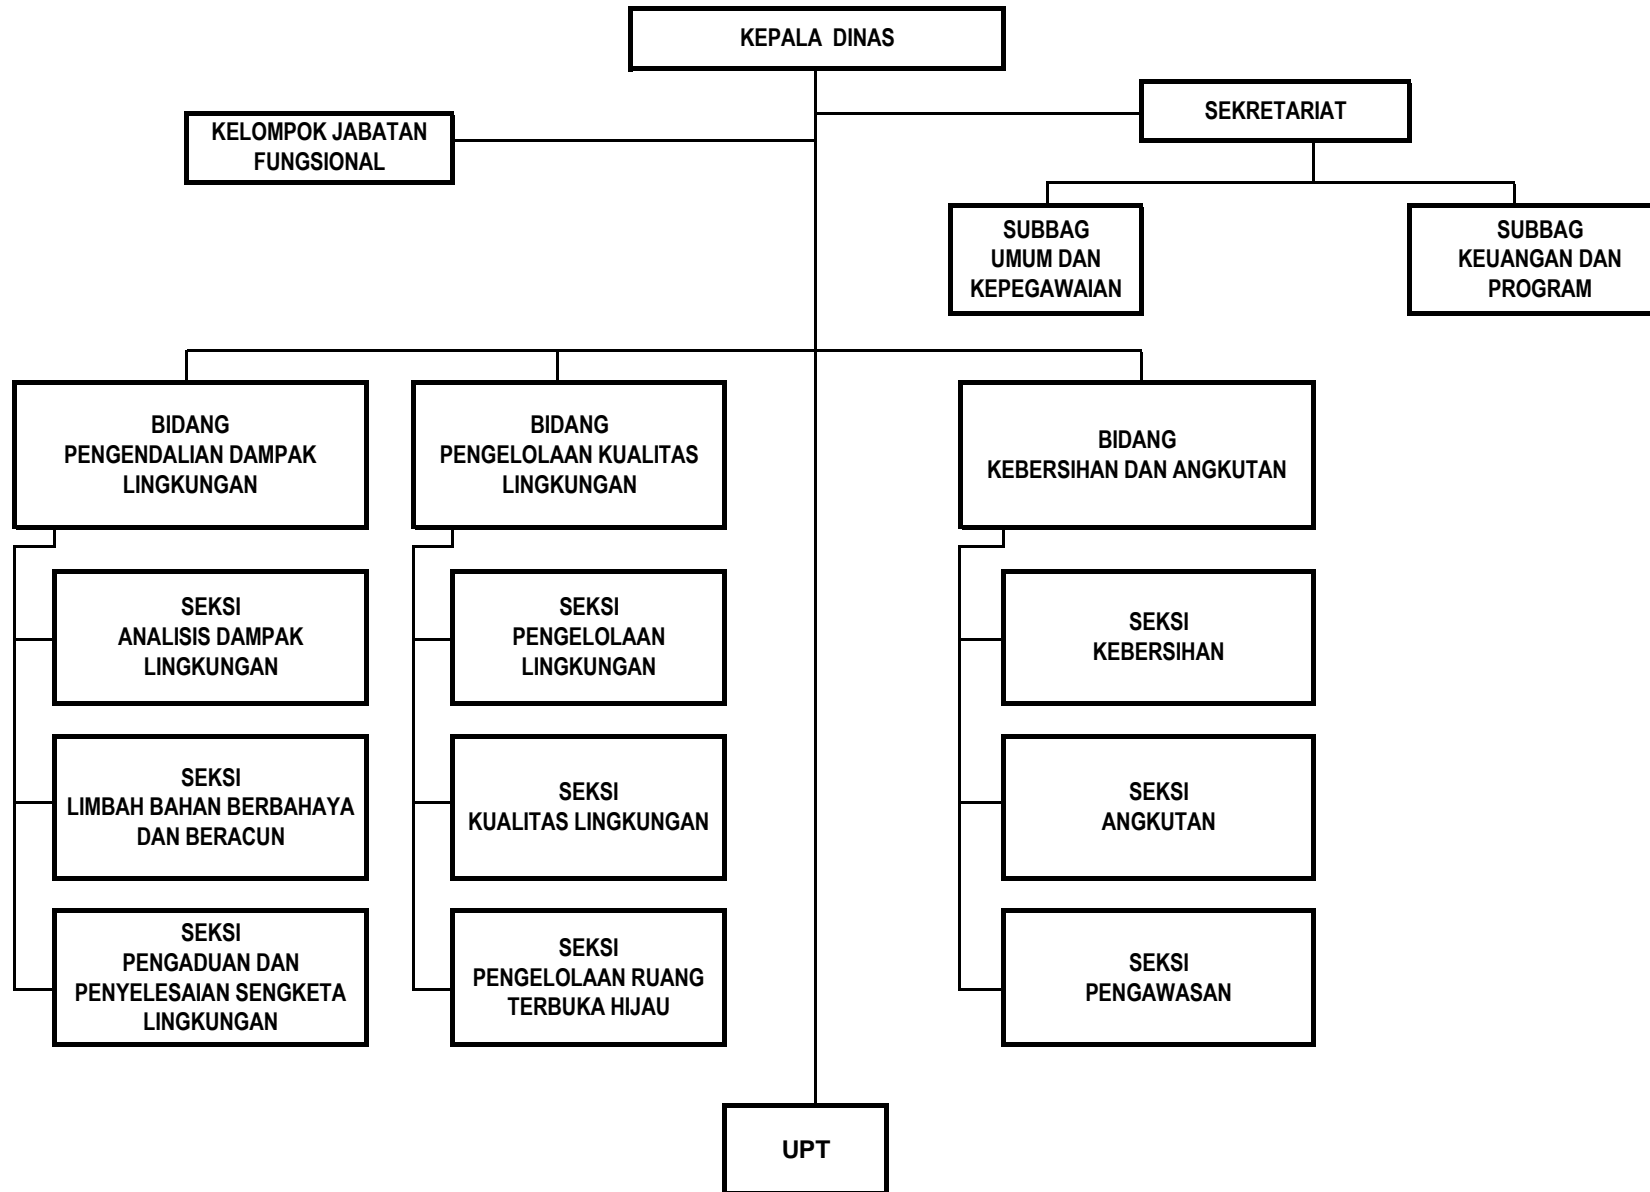 KEPALA DINAS
SEKRETARIAT
KELOMPOK JABATAN
FUNGSIONAL
SUBBAG
UMUM DAN
KEPEGAWAIAN
SUBBAG
KEUANGAN DAN
PROGRAM
BIDANG
PENGENDALIAN DAMPAK
LINGKUNGAN
BIDANG
PENGELOLAAN KUALITAS
LINGKUNGAN
BIDANG
KEBERSIHAN DAN ANGKUTAN
SEKSI
ANALISIS DAMPAK
LINGKUNGAN
SEKSI
PENGELOLAAN
LINGKUNGAN
SEKSI
KEBERSIHAN
SEKSI
LIMBAH BAHAN BERBAHAYA
DAN BERACUN
SEKSI
KUALITAS LINGKUNGAN
SEKSI
ANGKUTAN
SEKSI
PENGADUAN DAN
PENYELESAIAN SENGKETA
LINGKUNGAN
SEKSI
PENGELOLAAN RUANG
TERBUKA HIJAU
SEKSI
PENGAWASAN
UPT